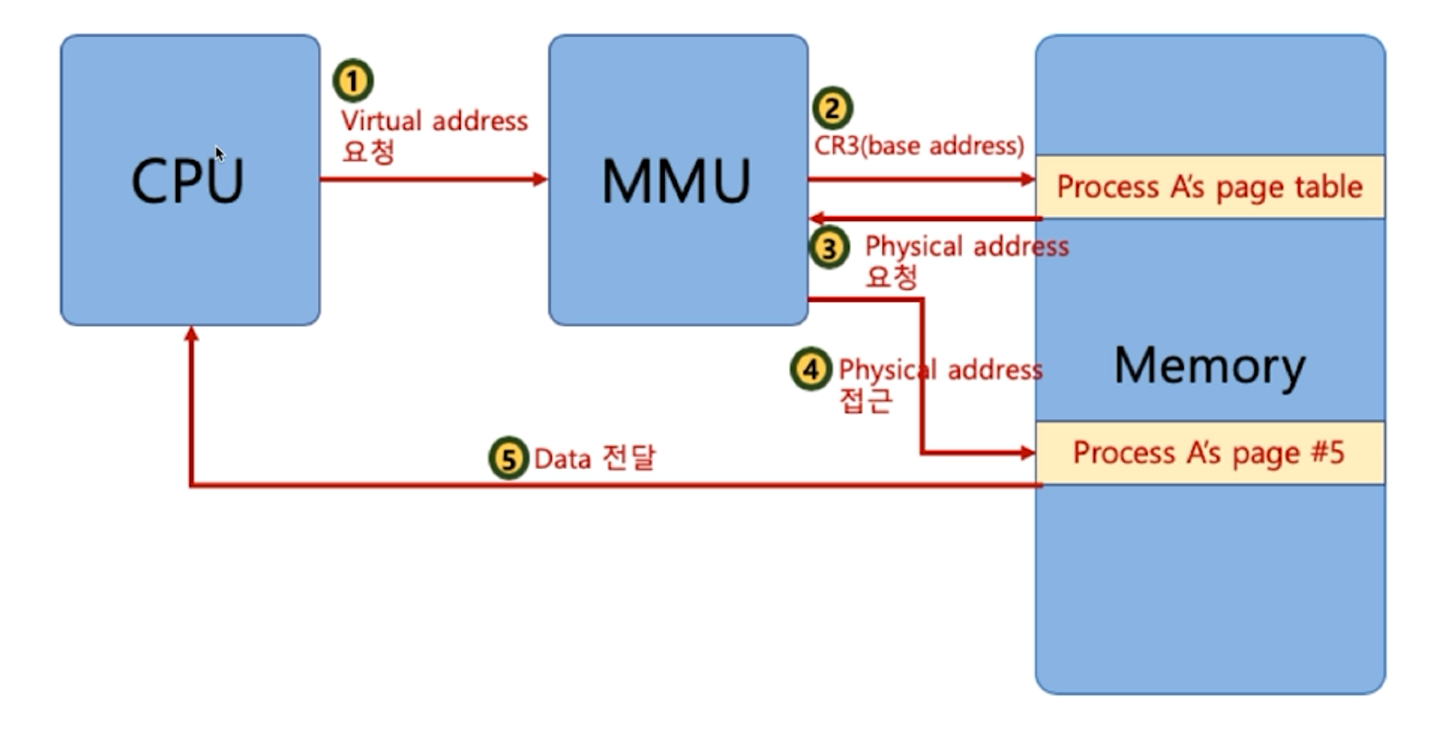 CPU
1
Virtual address
요청
MMU
2
CR3(base address)
Process A's page table
3
Physical address
요청
4
Physical address
접근
Memory
Process A's page #5
5
Data 전달